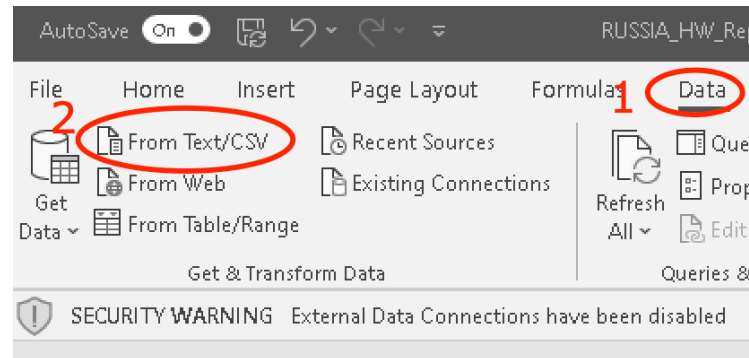 AutoSave On RUSSIA_HW_Rep
File Home Insert Page Layout Formulas 1 Data
2
From Text/CSV Recent Sources Que
From Web Existing Connections Prop
Get Data From Table/Range Refresh All Edit
Get & Transform Data Queries &
SECURITY WARNING External Data Connections have been disabled